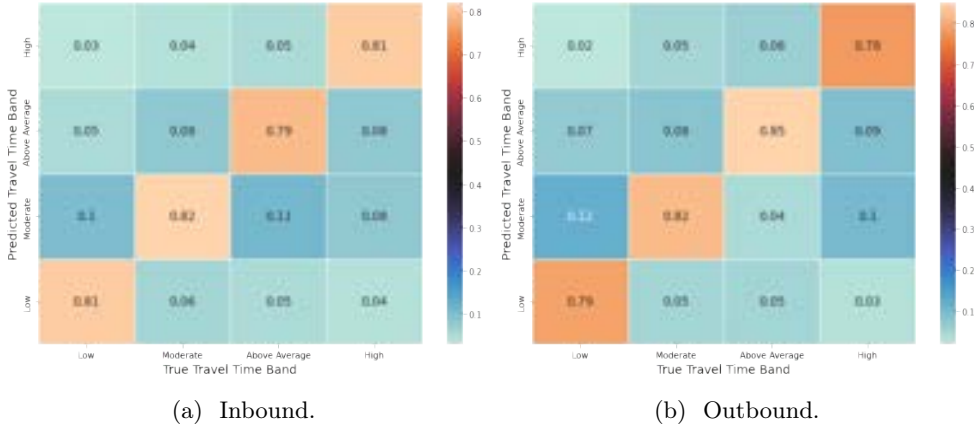 High 0.03 0.04 0.05 0.81
Above Average 0.05 0.08 0.79 0.08
Moderate 0.1 0.82 0.11 0.08
Low 0.81 0.06 0.05 0.04
Low Moderate Above Average High
True Travel Time Band
Predicted Travel Time Band
0.8
0.7
0.6
0.5
0.4
0.3
0.2
0.1
(a) Inbound.
High 0.02 0.05 0.06 0.78
Above Average 0.07 0.08 0.85 0.09
Moderate 0.12 0.82 0.04 0.1
Low 0.79 0.05 0.05 0.03
Low Moderate Above Average High
True Travel Time Band
Predicted Travel Time Band
0.8
0.7
0.6
0.5
0.4
0.3
0.2
0.1
(b) Outbound.